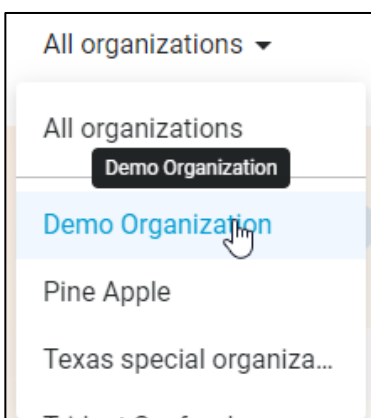 All organizations
All organizations
Demo Organization
Demo Organization
Pine Apple
Texas special organiza...